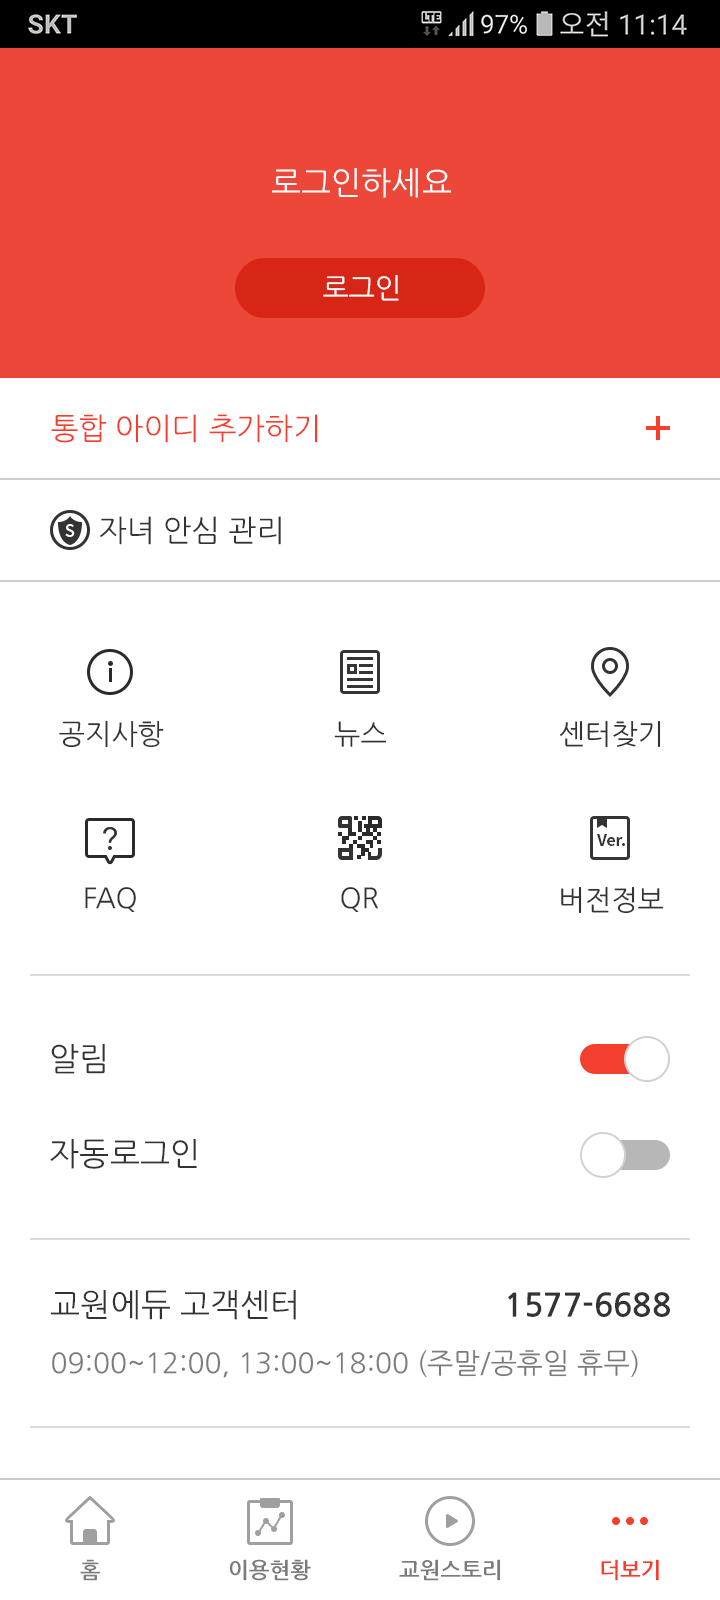 SKT LTE 97% 오전 11:14
로그인하세요
로그인
통합 아이디 추가하기 +
S 자녀 안심 관리
공지사항 뉴스 센터찾기
? Ver.
FAQ QR 버전정보
알림
자동로그인
교원에듀 고객센터 1577-6688
09:00~12:00, 13:00~18:00 (주말/공휴일 휴무)
홈 이용현황 교원스토리 더보기